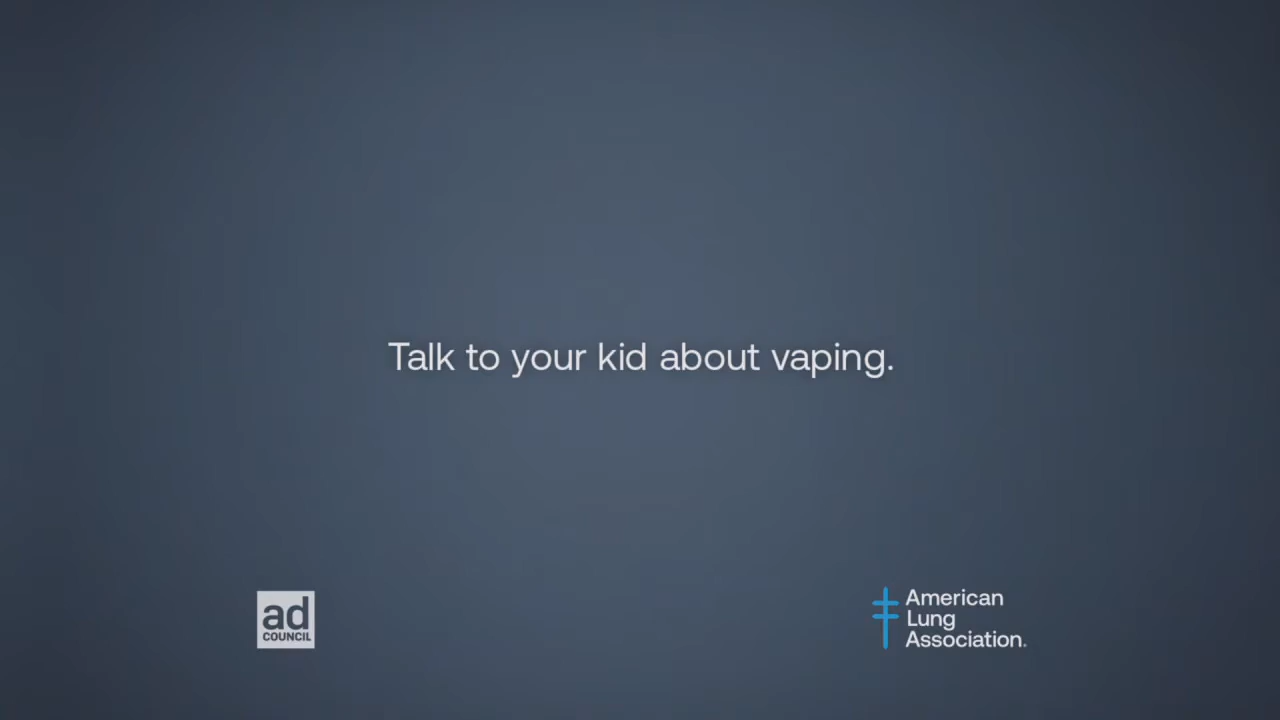 Talk to your kid about vaping.
ad
COUNCIL
American
Lung
Association.